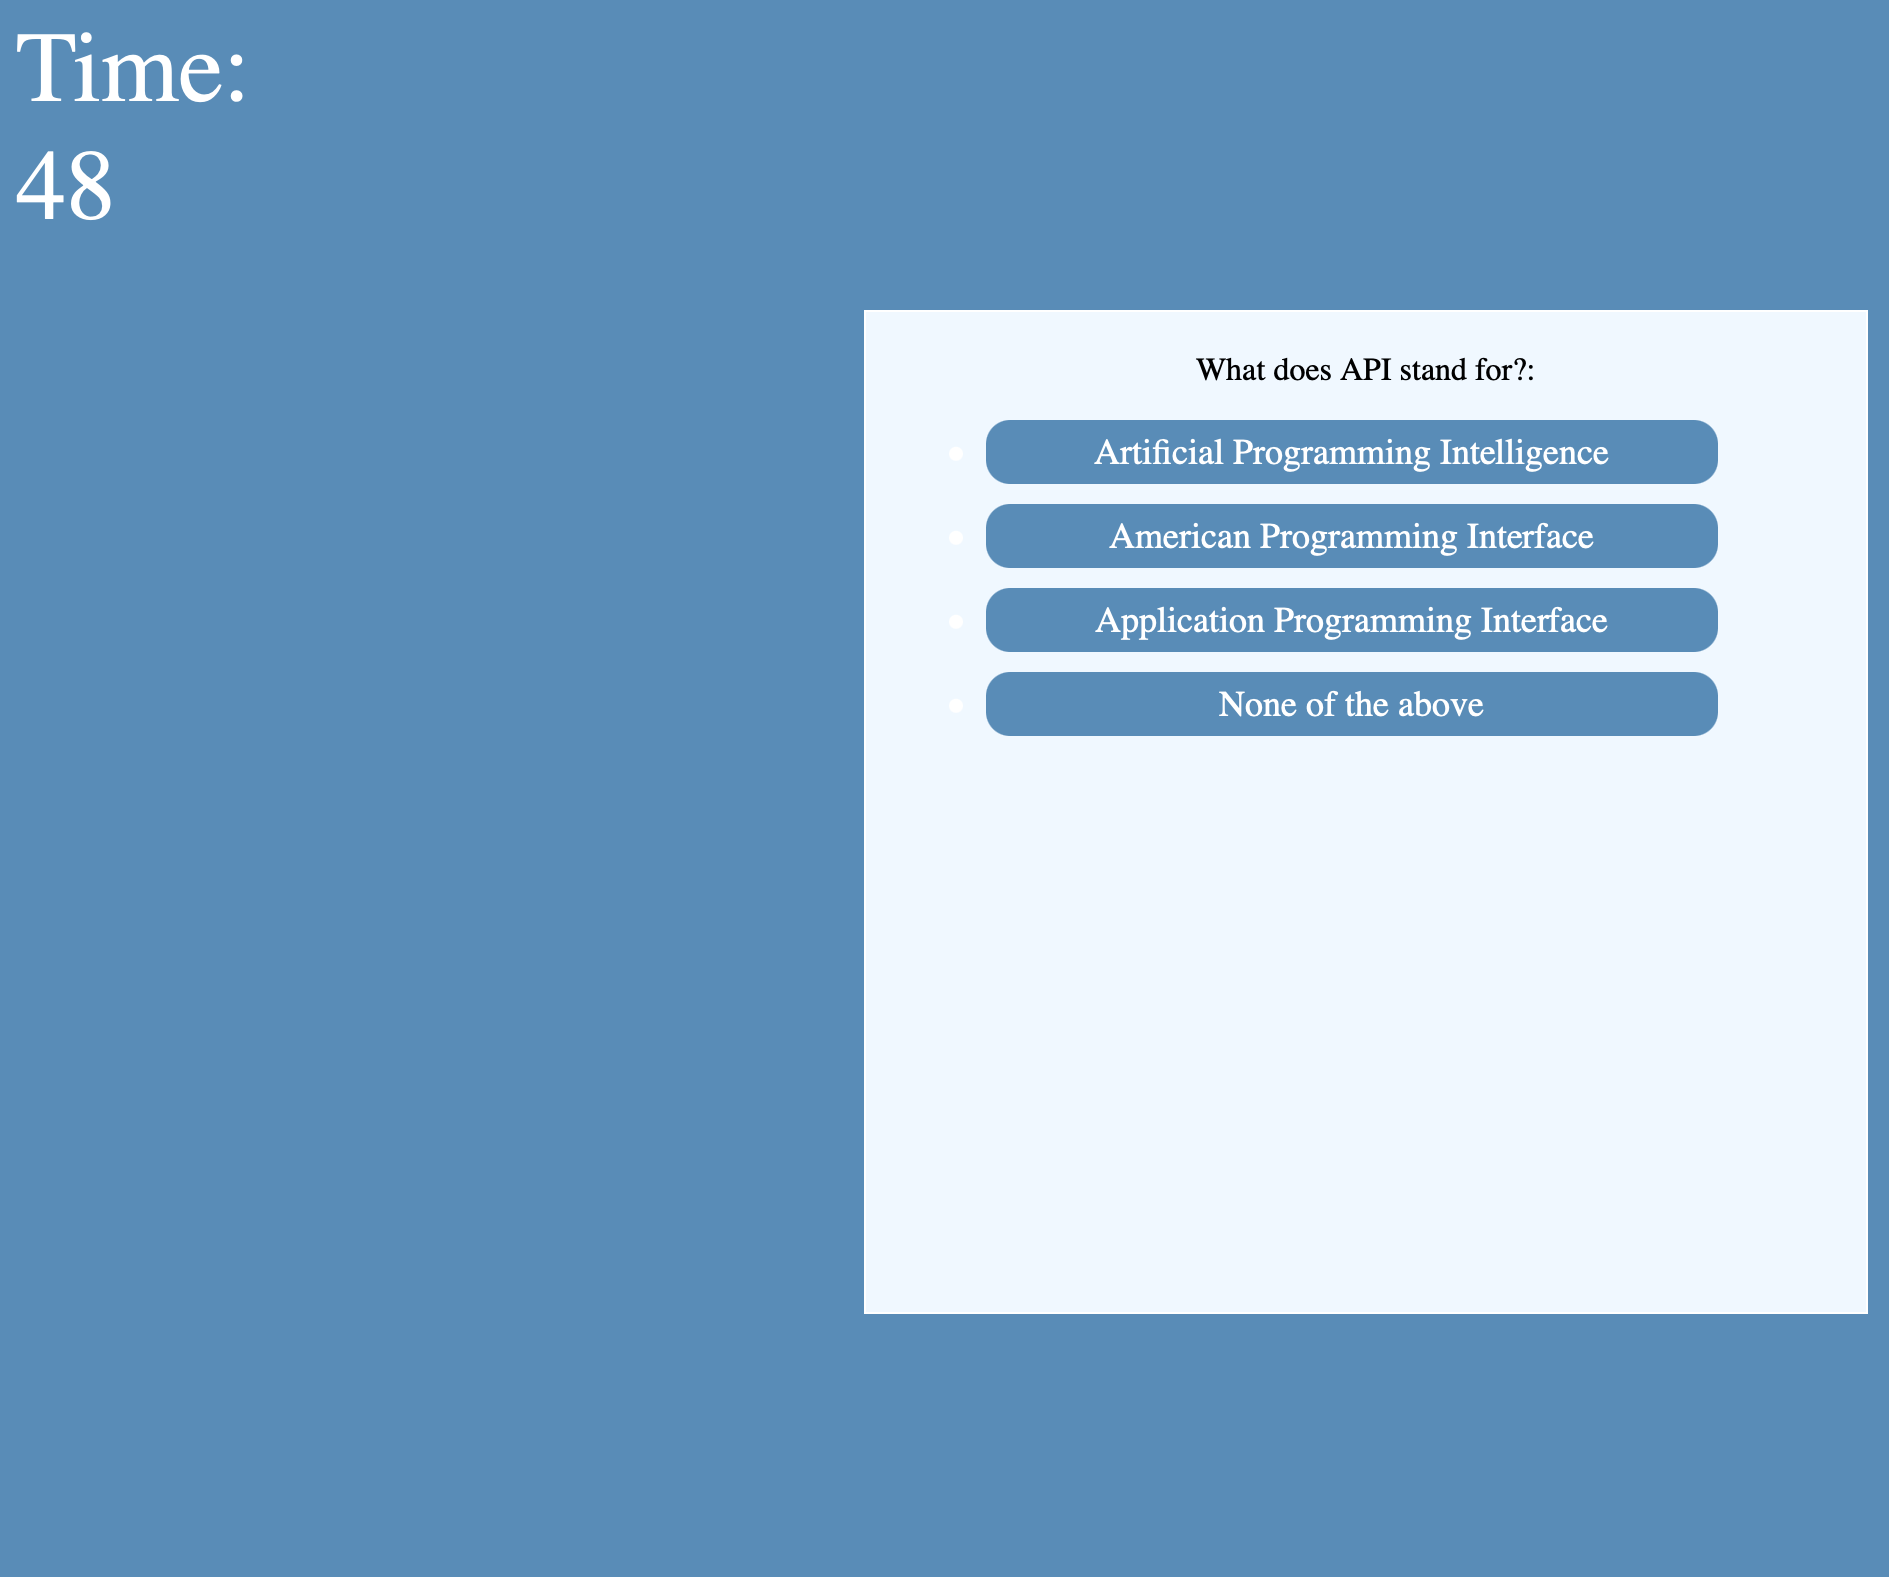 Time:
48
What does API stand for?:
Artificial Programming Intelligence
American Programming Interface
Application Programming Interface
None of the above